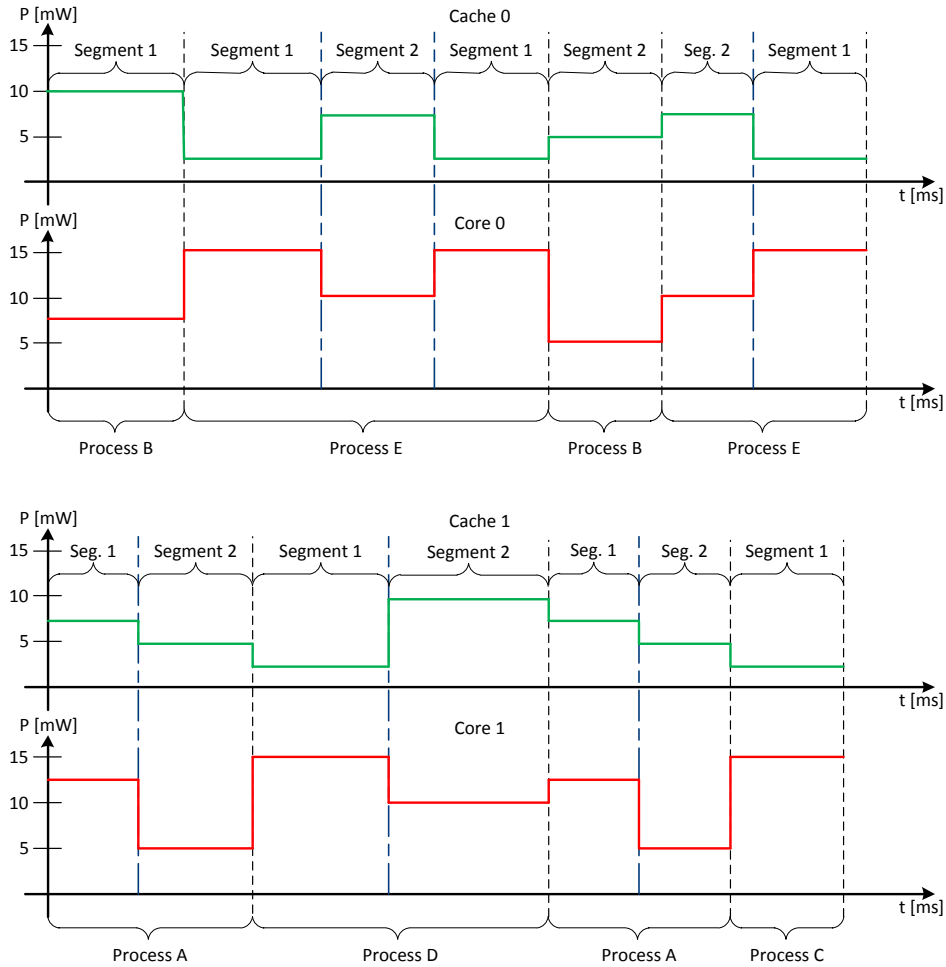 P [mW] Cache 0
15 Segment 1 Segment 1 Segment 2 Segment 1 Segment 2 Seg. 2 Segment 1
10
5
t [ms]
P [mW] Core 0
15
10
5
t [ms]
Process B Process E Process B Process E
P [mW] Cache 1
15 Seg. 1 Segment 2 Segment 1 Segment 2 Seg. 1 Seg. 2 Segment 1
10
5
t [ms]
P [mW] Core 1
15
10
5
t [ms]
Process A Process D Process A Process C